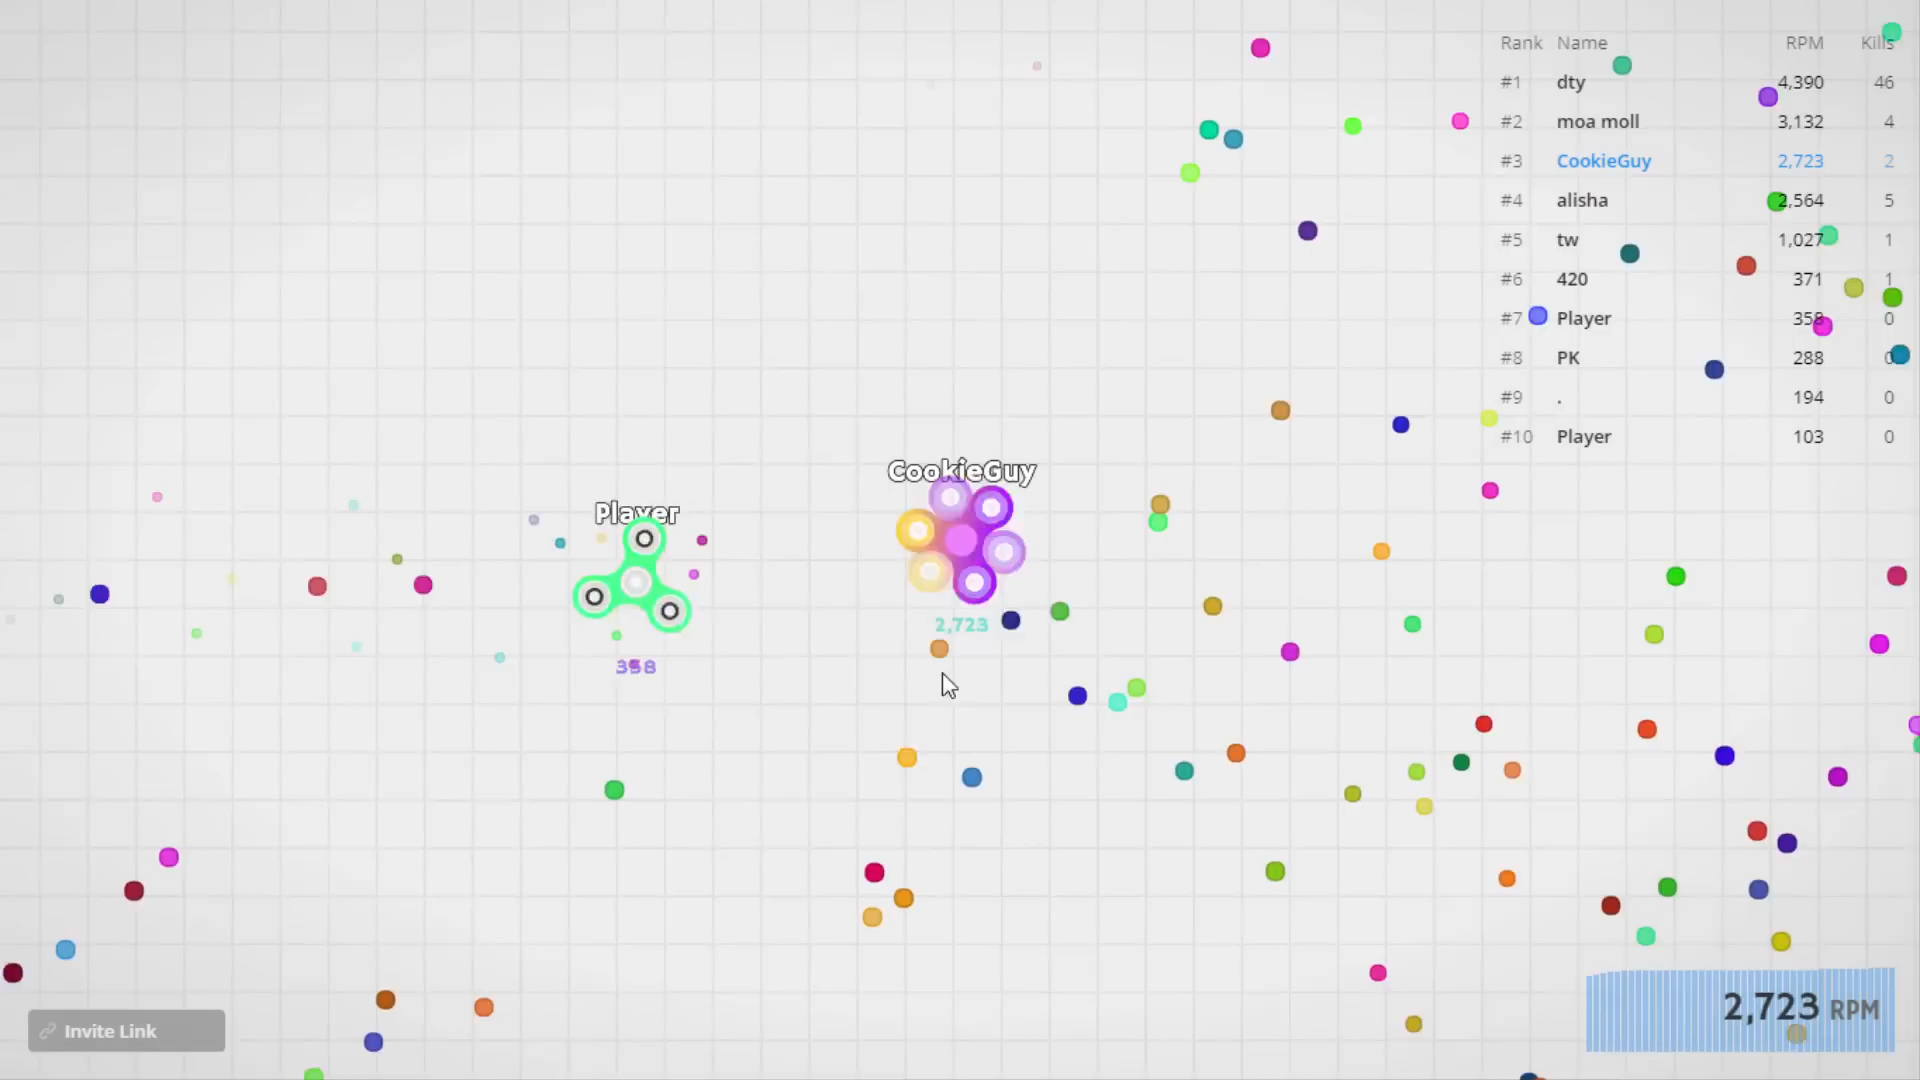 Rank Name RPM Kills
#1 dty 4,390 46
#2 moa moll 3,132 4
#3 CookieGuy 2,723 2
#4 alisha 2,564 5
#5 tw 1,027 1
#6 420 371 1
#7 Player 358 0
#8 PK 288 0
#9 . 194 0
#10 Player 103 0
CookieGuy
Player
2,723
358
2,723 RPM
Invite Link